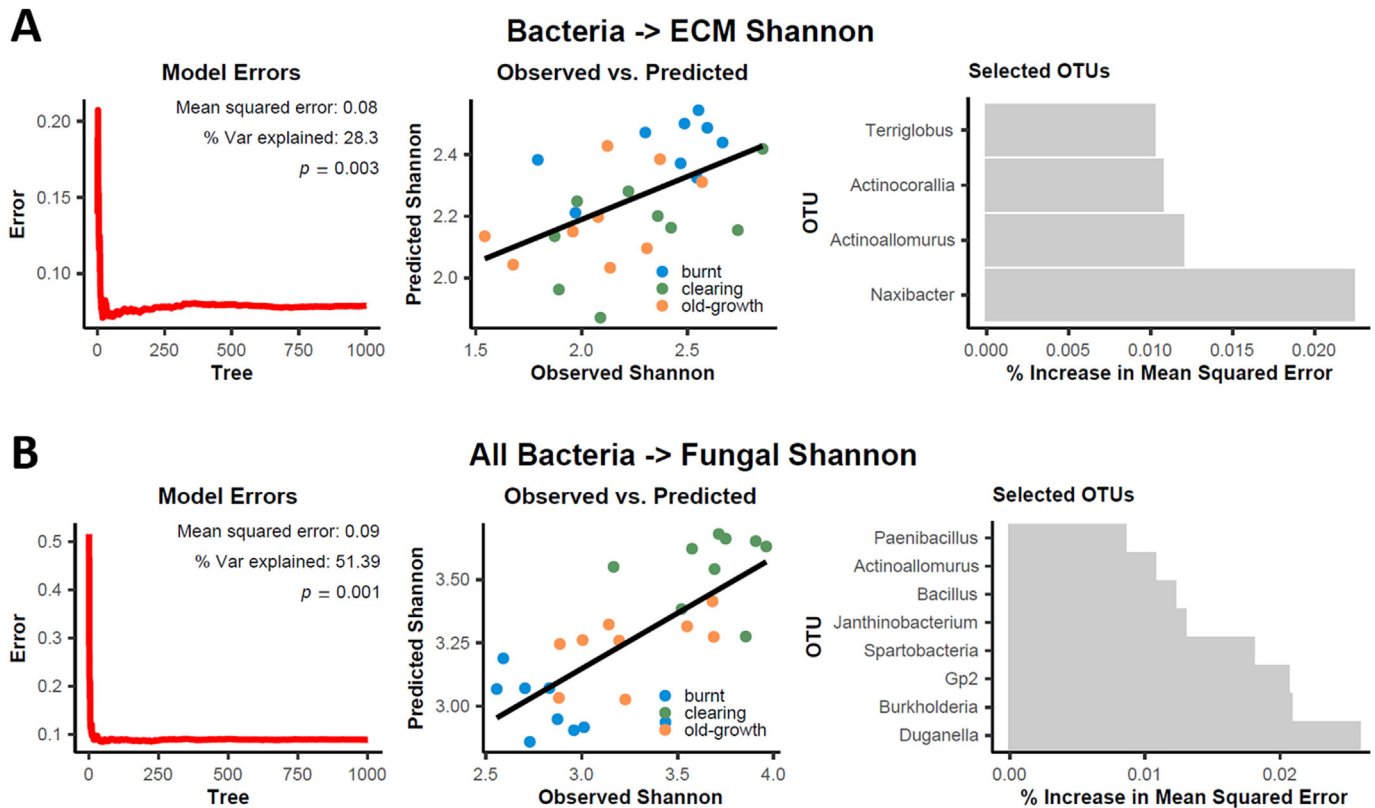 A
Bacteria -> ECM Shannon
Model Errors
Mean squared error: 0.08
% Var explained: 28.3
p = 0.003
0.20
0.15
0.10
Error
0
250
500
750
1000
Tree
Observed vs. Predicted
2.4
2.2
2.0
Predicted Shannon
burnt
clearing
old-growth
1.5
2.0
2.5
Observed Shannon
Selected OTUs
Terriglobus
Actinocorallia
Actinoallomurus
Naxibacter
OTU
0.000
0.005
0.010
0.015
0.020
% Increase in Mean Squared Error
B
All Bacteria -> Fungal Shannon
Model Errors
Mean squared error: 0.09
% Var explained: 51.39
p = 0.001
0.5
0.4
0.3
0.2
0.1
Error
0
250
500
750
1000
Tree
Observed vs. Predicted
3.50
3.25
3.00
Predicted Shannon
burnt
clearing
old-growth
2.5
3.0
3.5
4.0
Observed Shannon
Selected OTUs
Paenibacillus
Actinoallomurus
Bacillus
Janthinobacterium
Spartobacteria
Gp2
Burkholderia
Duganella
OTU
0.00
0.01
0.02
% Increase in Mean Squared Error